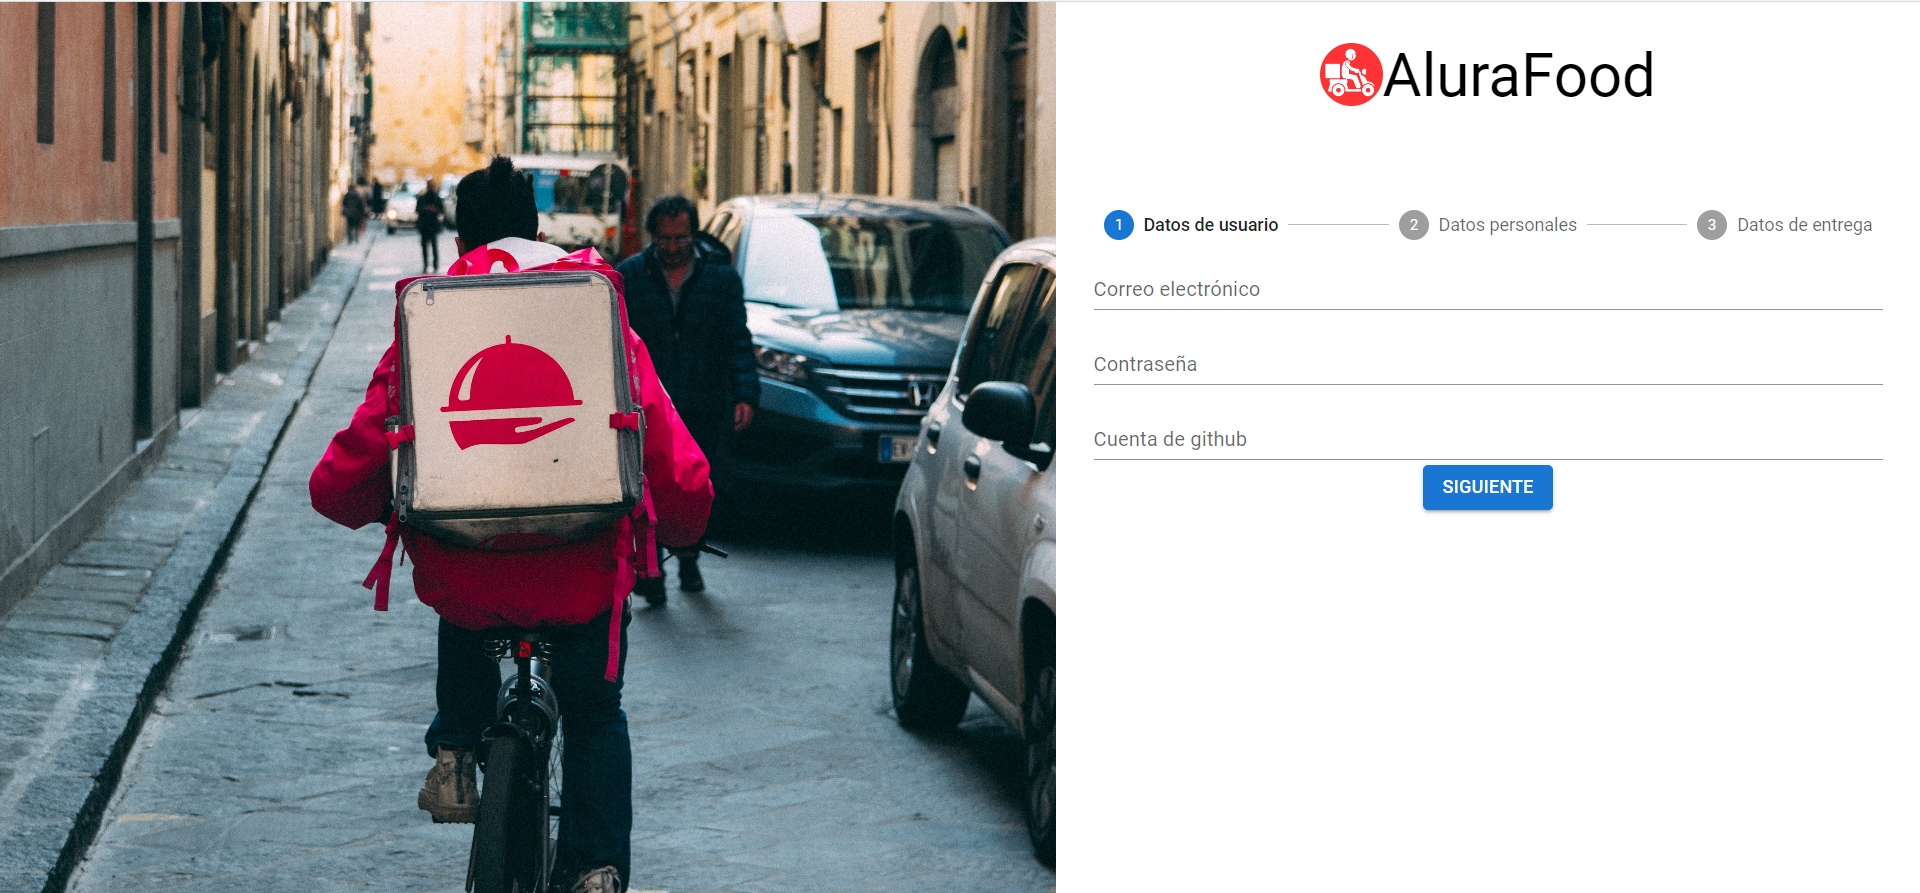 AluraFood
1 Datos de usuario 2 Datos personales 3 Datos de entrega
Correo electrónico
Contraseña
Cuenta de github
SIGUIENTE